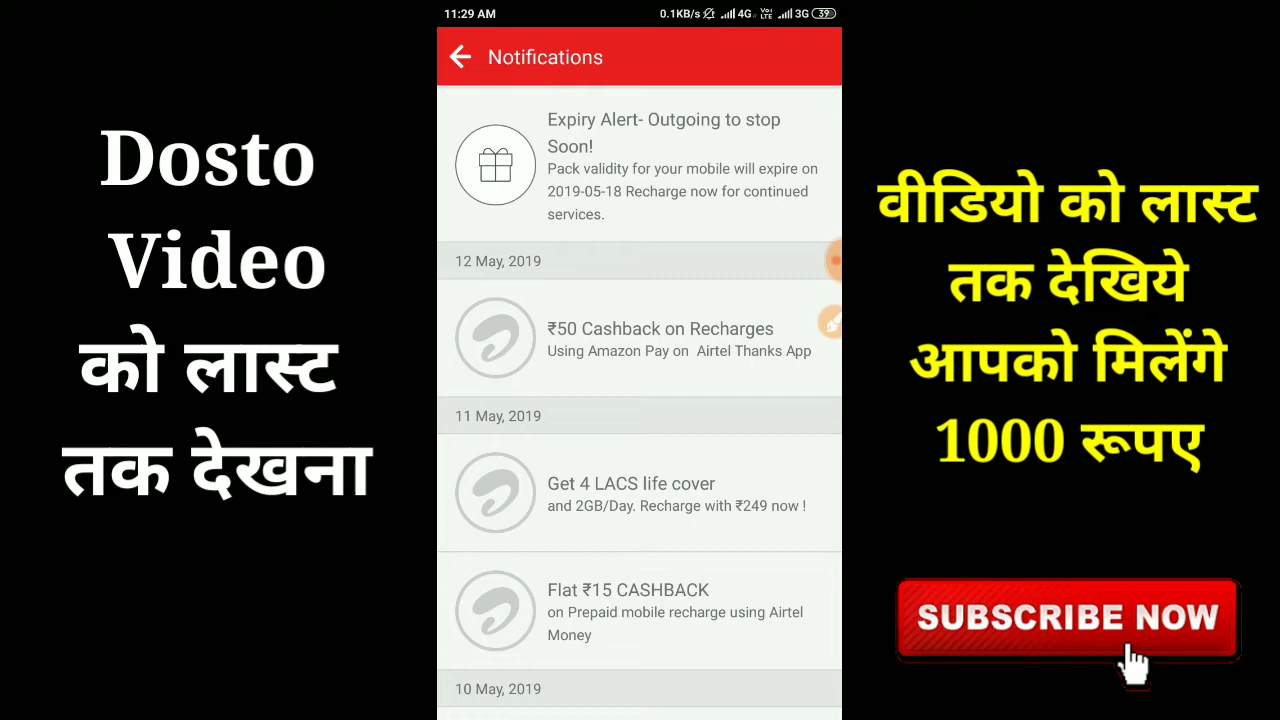 Dosto
Video
को लास्ट
तक देखना
11:29 AM
0.1KB/s 4G Vo) LTE 3G 39
Notifications
Expiry Alert- Outgoing to stop
Soon!
Pack validity for your mobile will expire on
2019-05-18 Recharge now for continued
services.
12 May, 2019
₹50 Cashback on Recharges
Using Amazon Pay on Airtel Thanks App
11 May, 2019
Get 4 LACS life cover
and 2GB/Day. Recharge with ₹249 now !
Flat ₹15 CASHBACK
on Prepaid mobile recharge using Airtel
Money
10 May, 2019
वीडियो को लास्ट
तक देखिये
आपको मिलेंगे
1000 रूपए
SUBSCRIBE NOW